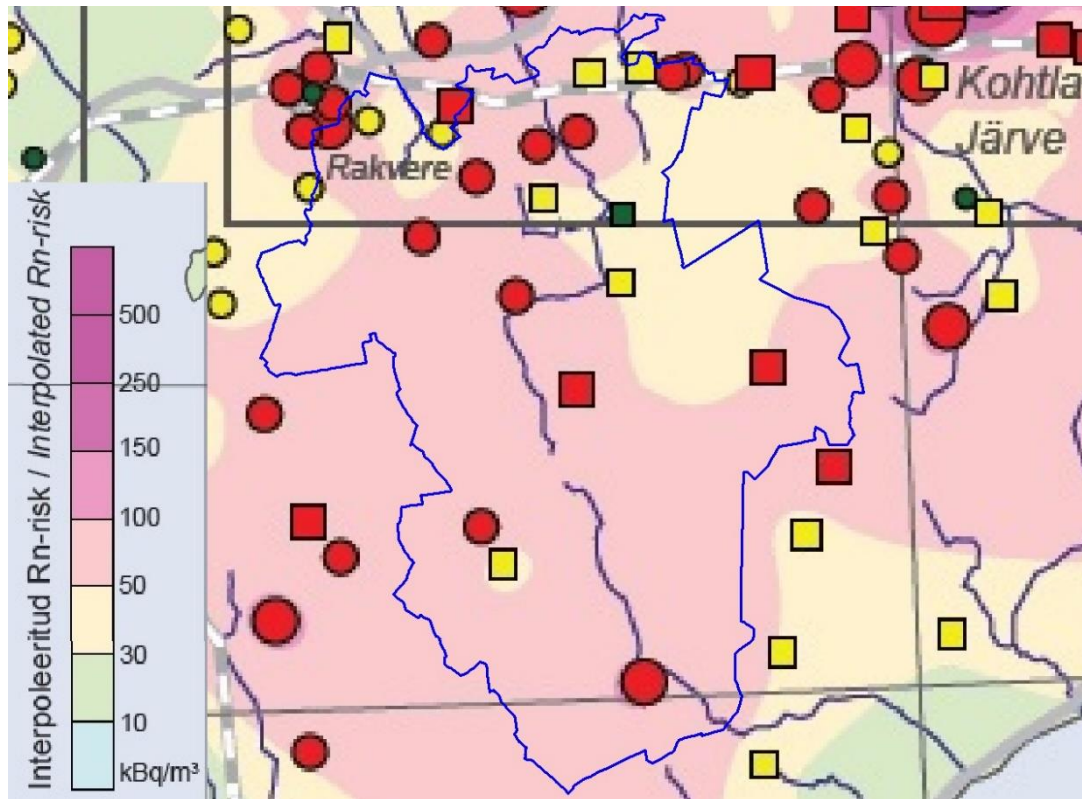 Kohtla
Järve
Rakvere
Interpoleeritud Rn-risk / Interpolated Rn-risk
500
250
150
100
50
30
10
kBq/m³